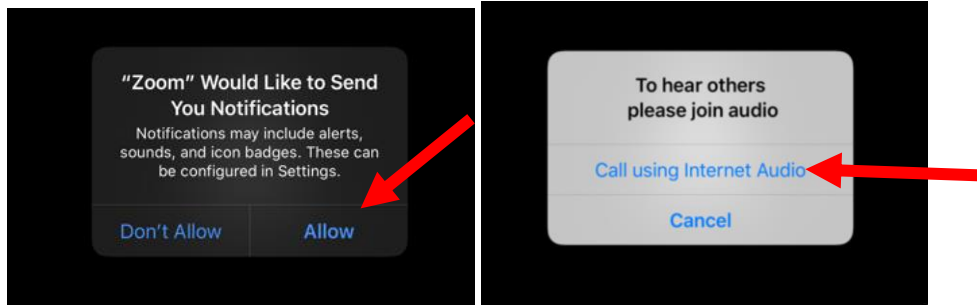 “Zoom” Would Like to Send
You Notifications
Notifications may include alerts,
sounds, and icon badges. These can
be configured in Settings.
Don’t Allow
Allow
To hear others
please join audio
Call using Internet Audio
Cancel